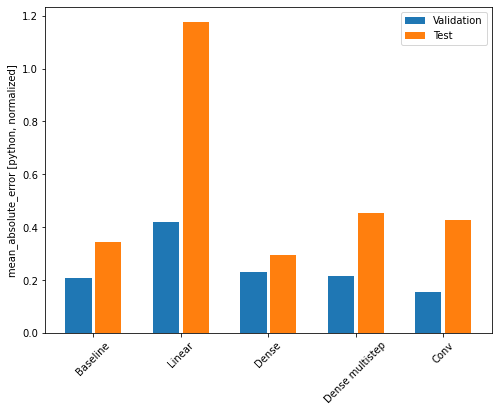 Validation
Test
mean_absolute_error [python, normalized]
1.2
1.0
0.8
0.6
0.4
0.2
0.0
Baseline
Linear
Dense
Dense multistep
Conv